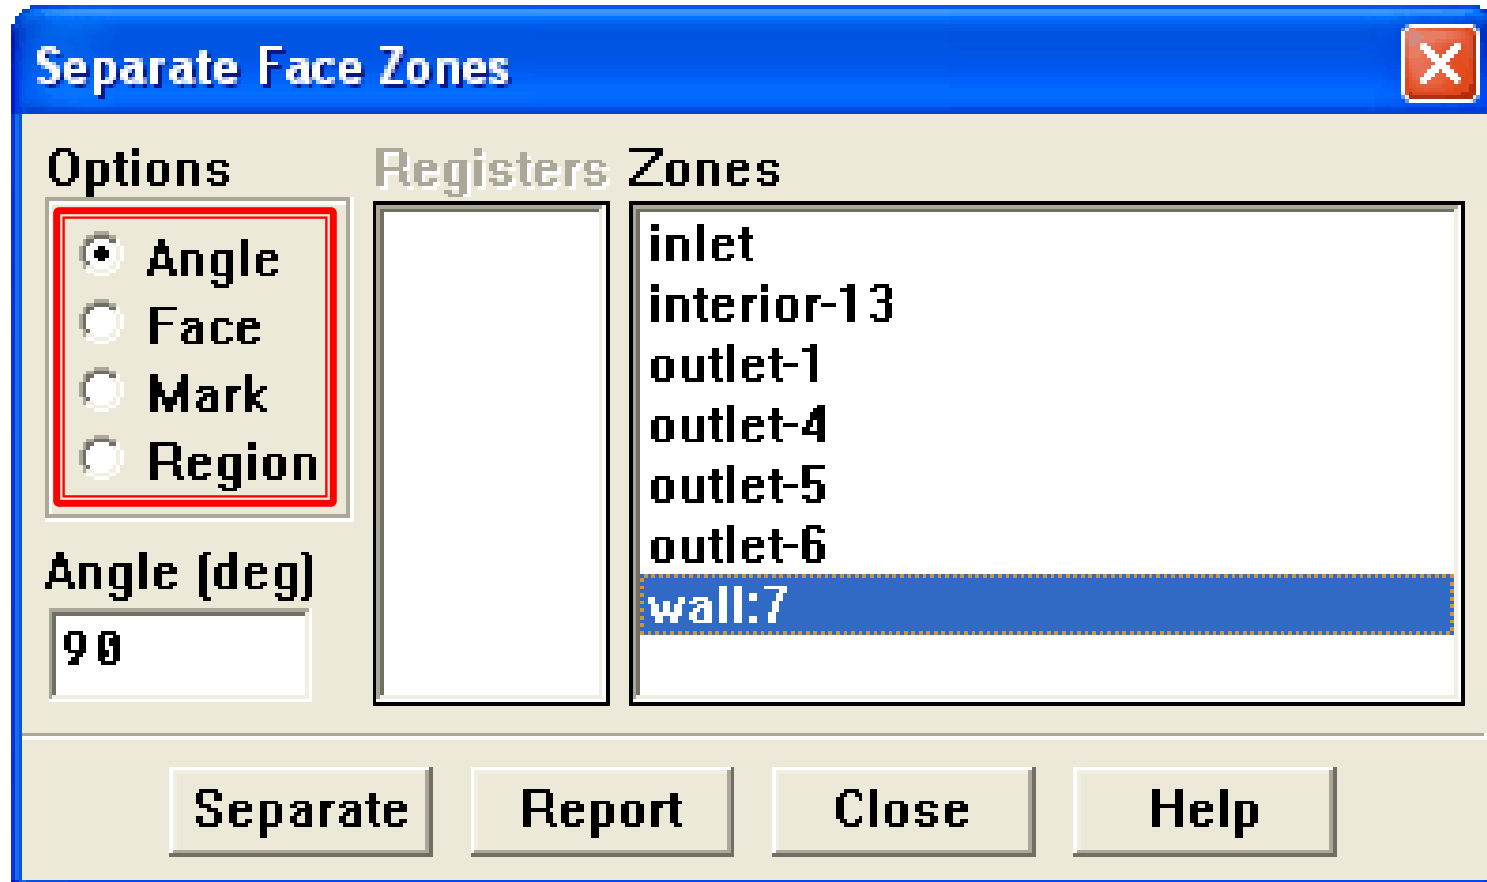 Separate Face Zones
Options
Registers
Zones
Angle
Face
Mark
Region
Angle (deg)
90
inlet
interior-13
outlet-1
outlet-4
outlet-5
outlet-6
wall:7
Separate
Report
Close
Help